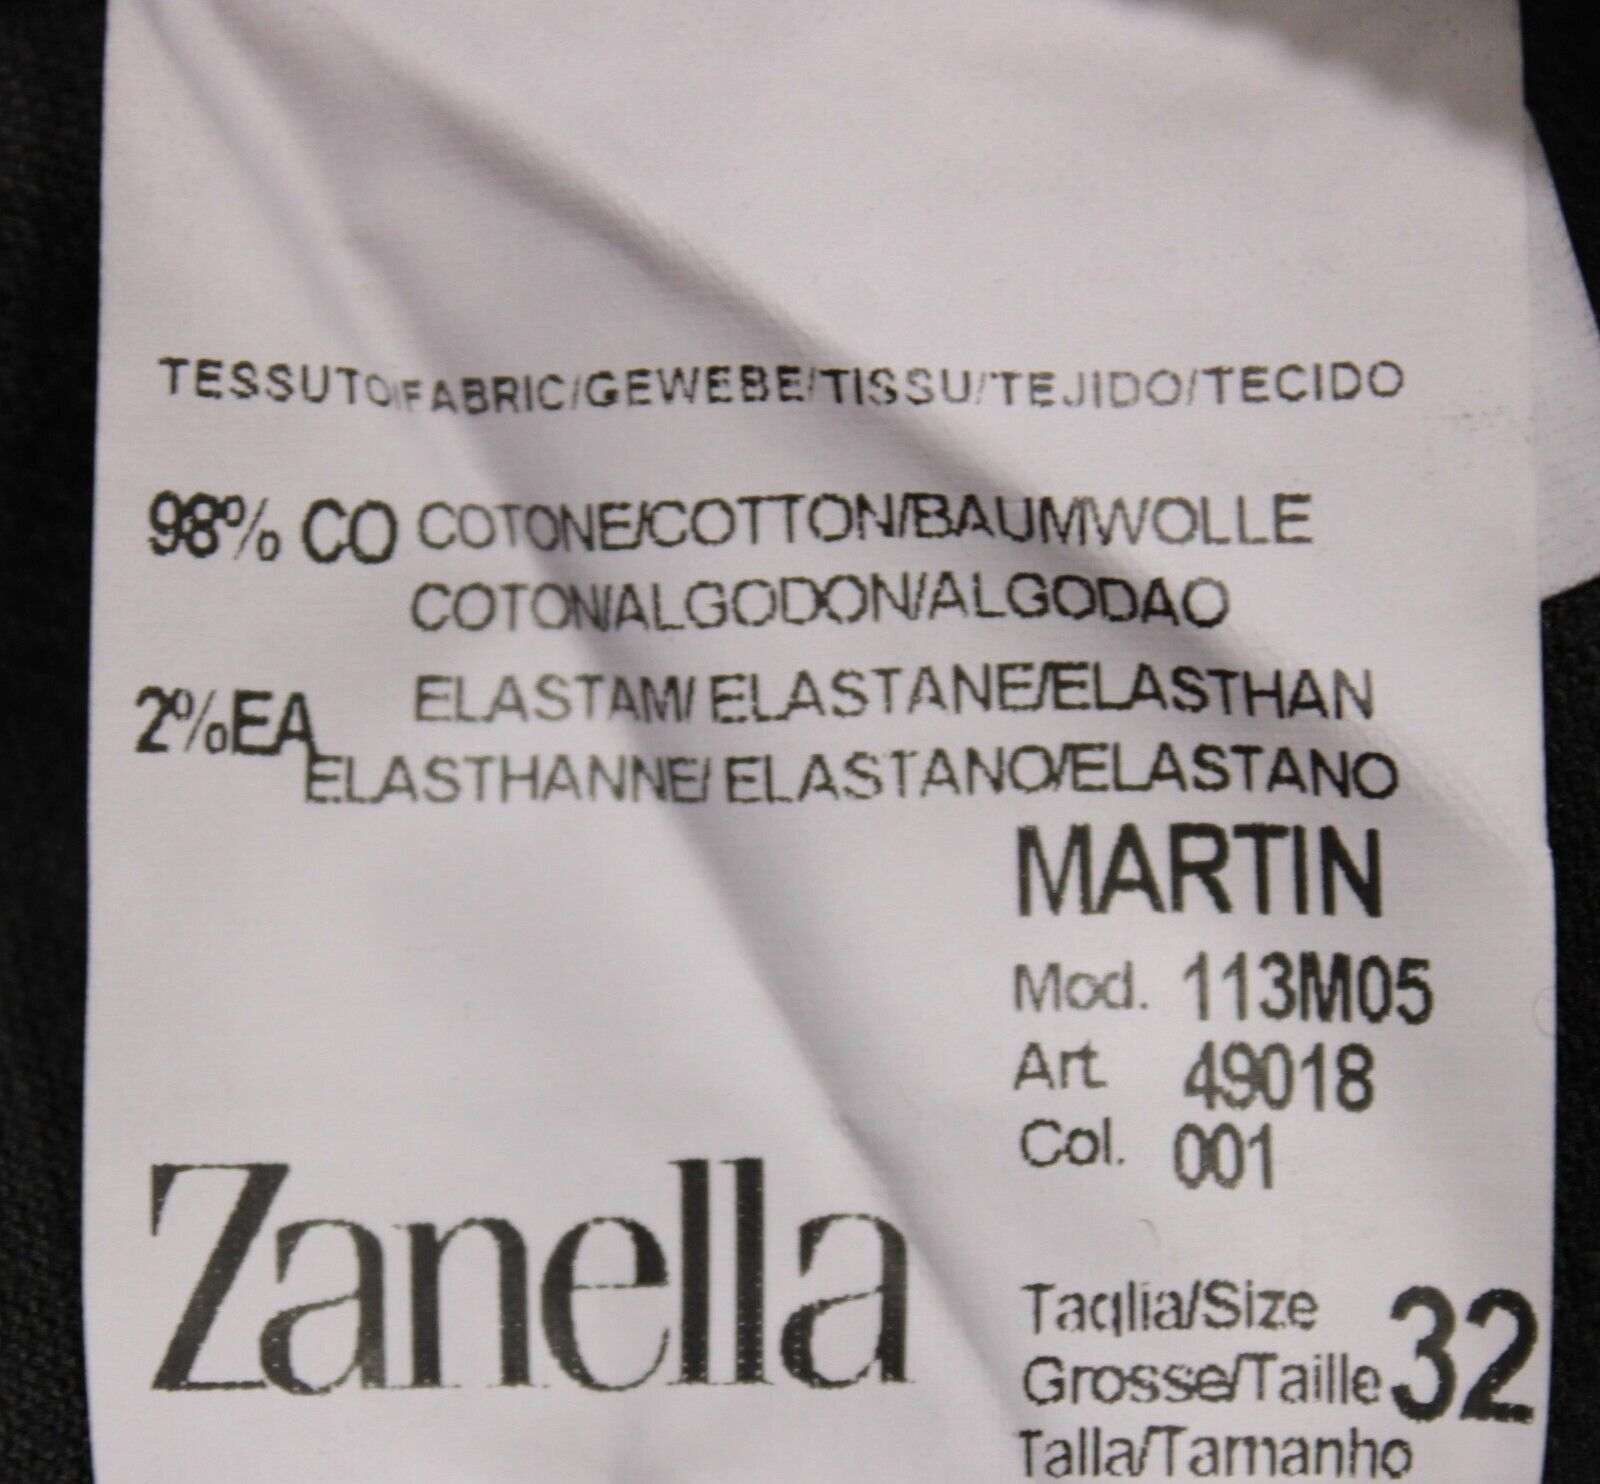 TESSUTO/FABRIC/GEWEBE/TISSU/TEJIDO/TECIDO
98% CO COTONE/COTTON/BAUMWOLLE
COTON/ALGODON/ALGODAO
2%EA ELASTAM/ ELASTANE/ELASTHAN
ELASTHANNE/ ELASTANO/ELASTANO
MARTIN
Mod. 113M05
Art. 49018
Col. 001
Zanella
Taglia/Size
Grosse/Taille 32
Talla/Tamanho